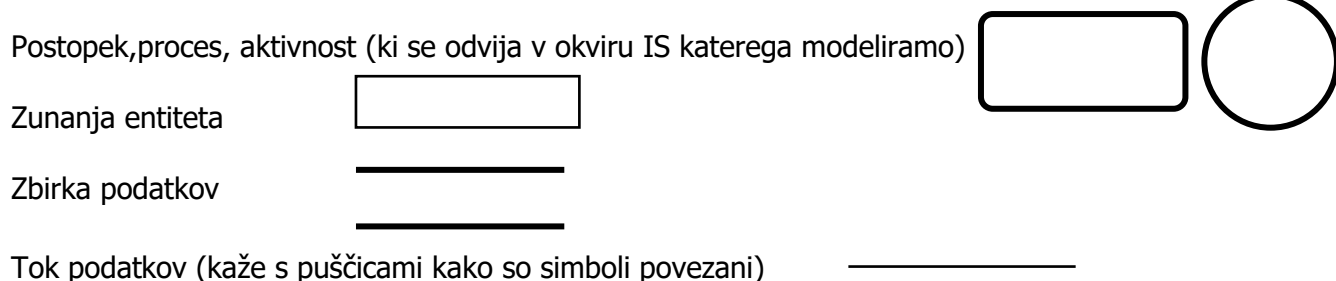 Postopek,proces, aktivnost (ki se odvija v okviru IS katerega modeliramo)
Zunanja entiteta
Zbirka podatkov
Tok podatkov (kaže s puščicami kako so simboli povezani)